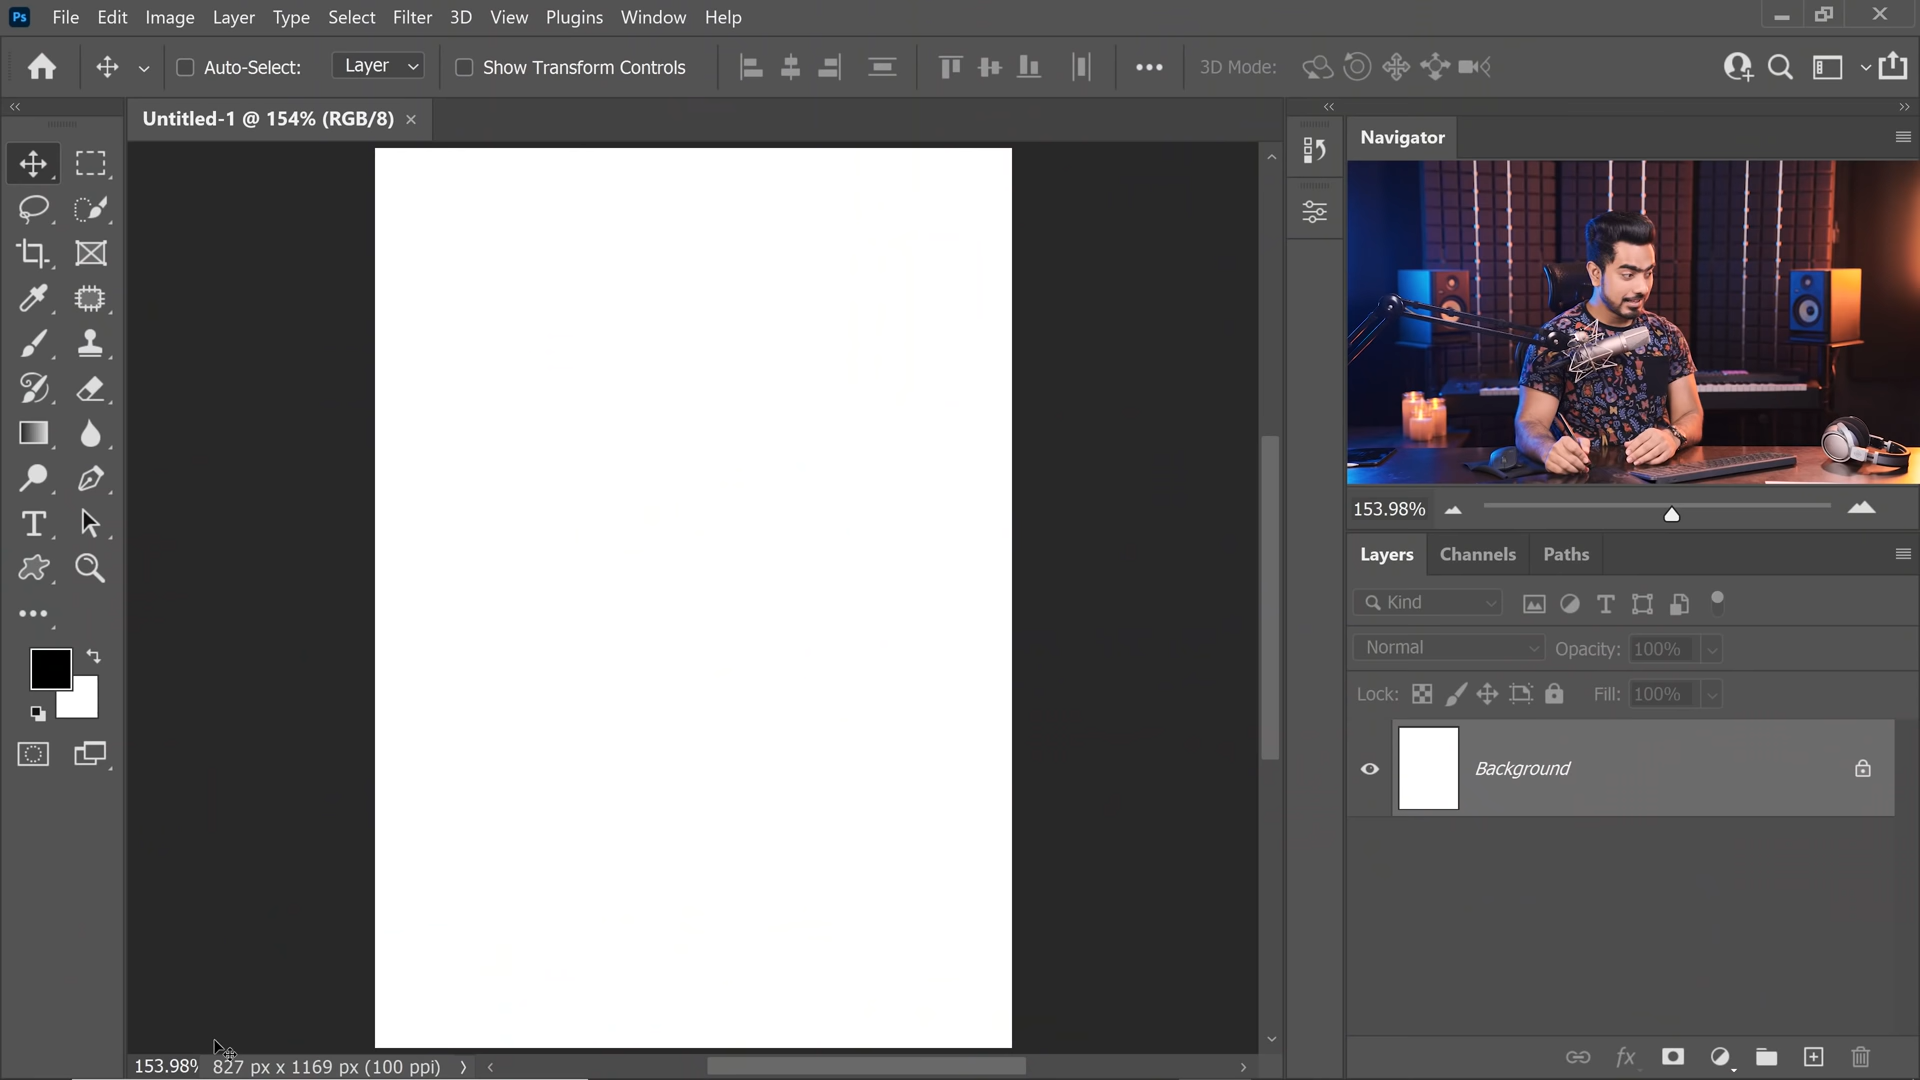 Ps File Edit Image Layer Type Select Filter 3D View Plugins Window Help
Auto-Select: Layer Show Transform Controls 3D Mode:
Untitled-1 @ 154% (RGB/8)
Navigator
153.98%
Layers Channels Paths
Kind
Normal Opacity: 100%
Lock: Fill: 100%
Background
fx
153.98% 827 px x 1169 px (100 ppi)